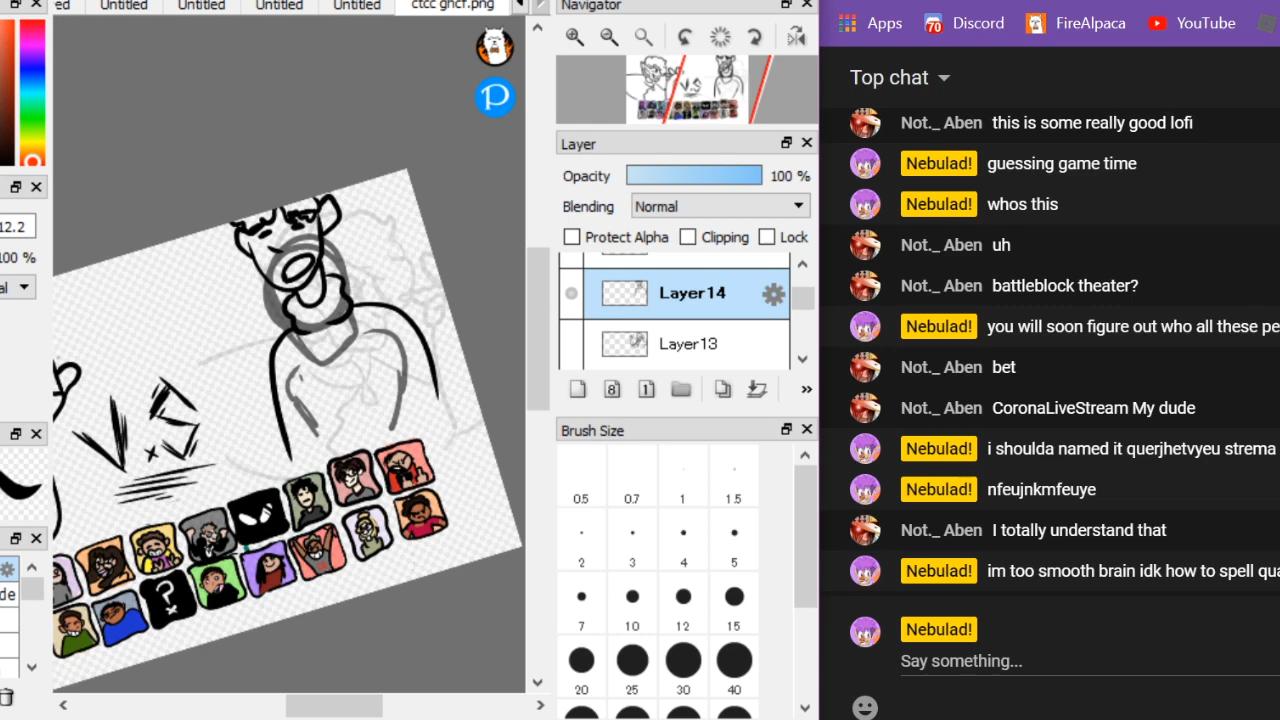 ed
Untitled
Untitled
Untitled
Untitled
ctcc ghcf.png
12.2
00 %
al
de
P
V.S
?
Navigator
Layer
Opacity
100 %
Blending
Normal
Protect Alpha
Clipping
Lock
Layer14
Layer13
8
1
Brush Size
0.5 0.7 1 1.5
2 3 4 5
7 10 12 15
20 25 30 40
Apps
70
Discord
FireAlpaca
YouTube
Top chat
Not._ Aben this is some really good lofi
Nebulad! guessing game time
Nebulad! whos this
Not._ Aben uh
Not._ Aben battleblock theater?
Nebulad! you will soon figure out who all these pe
Not._ Aben bet
Not._ Aben CoronaLiveStream My dude
Nebulad! i shoulda named it querjhetvyeu strema
Nebulad! nfeujnkmfeuye
Not._ Aben I totally understand that
Nebulad! im too smooth brain idk how to spell qua
Nebulad!
Say something...